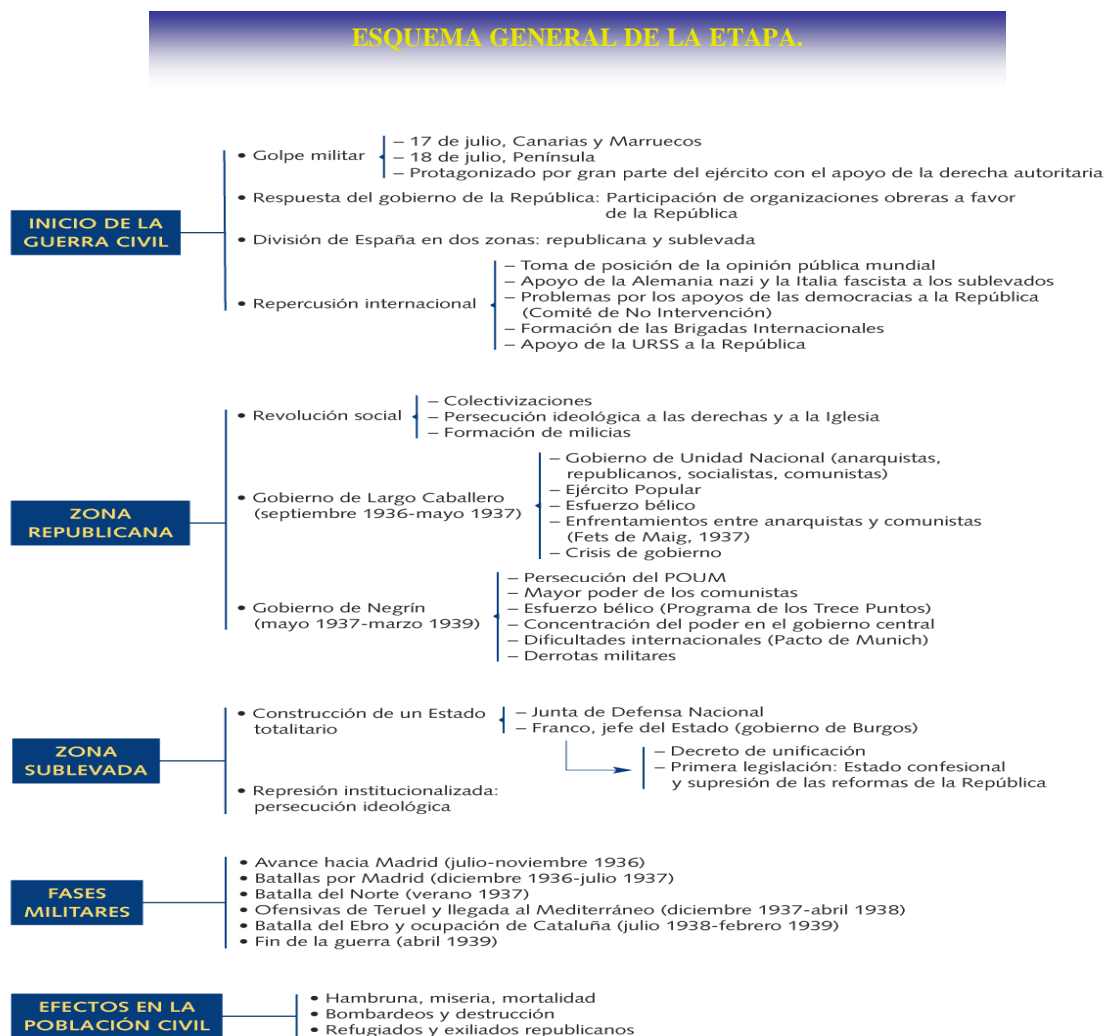 ESQUEMA GENERAL DE LA ETAPA.
INICIO DE LA
GUERRA CIVIL
• Golpe militar
– 17 de julio, Canarias y Marruecos
– 18 de julio, Península
– Protagonizado por gran parte del ejército con el apoyo de la derecha autoritaria
• Respuesta del gobierno de la República: Participación de organizaciones obreras a favor
de la República
• División de España en dos zonas: republicana y sublevada
• Repercusión internacional
– Toma de posición de la opinión pública mundial
– Apoyo de la Alemania nazi y la Italia fascista a los sublevados
– Problemas por los apoyos de las democracias a la República
(Comité de No Intervención)
– Formación de las Brigadas Internacionales
– Apoyo de la URSS a la República
ZONA
REPUBLICANA
• Revolución social
– Colectivizaciones
– Persecución ideológica a las derechas y a la Iglesia
– Formación de milicias
• Gobierno de Largo Caballero
(septiembre 1936-mayo 1937)
– Gobierno de Unidad Nacional (anarquistas,
republicanos, socialistas, comunistas)
– Ejército Popular
– Esfuerzo bélico
– Enfrentamientos entre anarquistas y comunistas
(Fets de Maig, 1937)
– Crisis de gobierno
• Gobierno de Negrín
(mayo 1937-marzo 1939)
– Persecución del POUM
– Mayor poder de los comunistas
– Esfuerzo bélico (Programa de los Trece Puntos)
– Concentración del poder en el gobierno central
– Dificultades internacionales (Pacto de Munich)
– Derrotas militares
ZONA
SUBLEVADA
• Construcción de un Estado
totalitario
– Junta de Defensa Nacional
– Franco, jefe del Estado (gobierno de Burgos)
– Decreto de unificación
– Primera legislación: Estado confesional
y supresión de las reformas de la República
• Represión institucionalizada:
persecución ideológica
FASES
MILITARES
• Avance hacia Madrid (julio-noviembre 1936)
• Batallas por Madrid (diciembre 1936-julio 1937)
• Batalla del Norte (verano 1937)
• Ofensivas de Teruel y llegada al Mediterráneo (diciembre 1937-abril 1938)
• Batalla del Ebro y ocupación de Cataluña (julio 1938-febrero 1939)
• Fin de la guerra (abril 1939)
EFECTOS EN LA
POBLACIÓN CIVIL
• Hambruna, miseria, mortalidad
• Bombardeos y destrucción
• Refugiados y exiliados republicanos